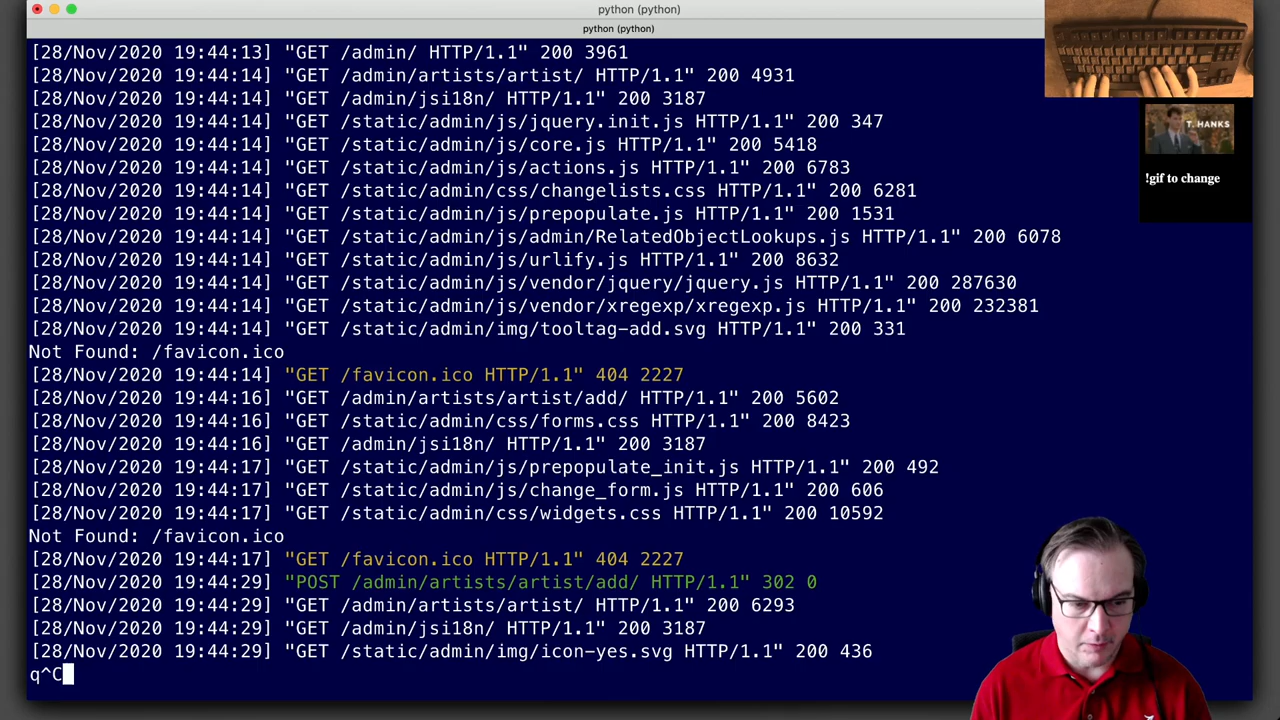 python (python)
python (python)
[28/Nov/2020 19:44:13] "GET /admin/ HTTP/1.1" 200 3961
[28/Nov/2020 19:44:14] "GET /admin/artists/artist/ HTTP/1.1" 200 4931
[28/Nov/2020 19:44:14] "GET /admin/jsi18n/ HTTP/1.1" 200 3187
[28/Nov/2020 19:44:14] "GET /static/admin/js/jquery.init.js HTTP/1.1" 200 347
[28/Nov/2020 19:44:14] "GET /static/admin/js/core.js HTTP/1.1" 200 5418
[28/Nov/2020 19:44:14] "GET /static/admin/js/actions.js HTTP/1.1" 200 6783
[28/Nov/2020 19:44:14] "GET /static/admin/css/changelists.css HTTP/1.1" 200 6281
[28/Nov/2020 19:44:14] "GET /static/admin/js/prepopulate.js HTTP/1.1" 200 1531
[28/Nov/2020 19:44:14] "GET /static/admin/js/admin/RelatedObjectLookups.js HTTP/1.1" 200 6078
[28/Nov/2020 19:44:14] "GET /static/admin/js/urlify.js HTTP/1.1" 200 8632
[28/Nov/2020 19:44:14] "GET /static/admin/js/vendor/jquery/jquery.js HTTP/1.1" 200 287630
[28/Nov/2020 19:44:14] "GET /static/admin/js/vendor/xregexp/xregexp.js HTTP/1.1" 200 232381
[28/Nov/2020 19:44:14] "GET /static/admin/img/tooltag-add.svg HTTP/1.1" 200 331
Not Found: /favicon.ico
[28/Nov/2020 19:44:14] "GET /favicon.ico HTTP/1.1" 404 2227
[28/Nov/2020 19:44:16] "GET /admin/artists/artist/add/ HTTP/1.1" 200 5602
[28/Nov/2020 19:44:16] "GET /static/admin/css/forms.css HTTP/1.1" 200 8423
[28/Nov/2020 19:44:16] "GET /admin/jsi18n/ HTTP/1.1" 200 3187
[28/Nov/2020 19:44:17] "GET /static/admin/js/prepopulate_init.js HTTP/1.1" 200 492
[28/Nov/2020 19:44:17] "GET /static/admin/js/change_form.js HTTP/1.1" 200 606
[28/Nov/2020 19:44:17] "GET /static/admin/css/widgets.css HTTP/1.1" 200 10592
Not Found: /favicon.ico
[28/Nov/2020 19:44:17] "GET /favicon.ico HTTP/1.1" 404 2227
[28/Nov/2020 19:44:29] "POST /admin/artists/artist/add/ HTTP/1.1" 302 0
[28/Nov/2020 19:44:29] "GET /admin/artists/artist/ HTTP/1.1" 200 6293
[28/Nov/2020 19:44:29] "GET /admin/jsi18n/ HTTP/1.1" 200 3187
[28/Nov/2020 19:44:29] "GET /static/admin/img/icon-yes.svg HTTP/1.1" 200 436
q^C
T. HANKS
!gif to change